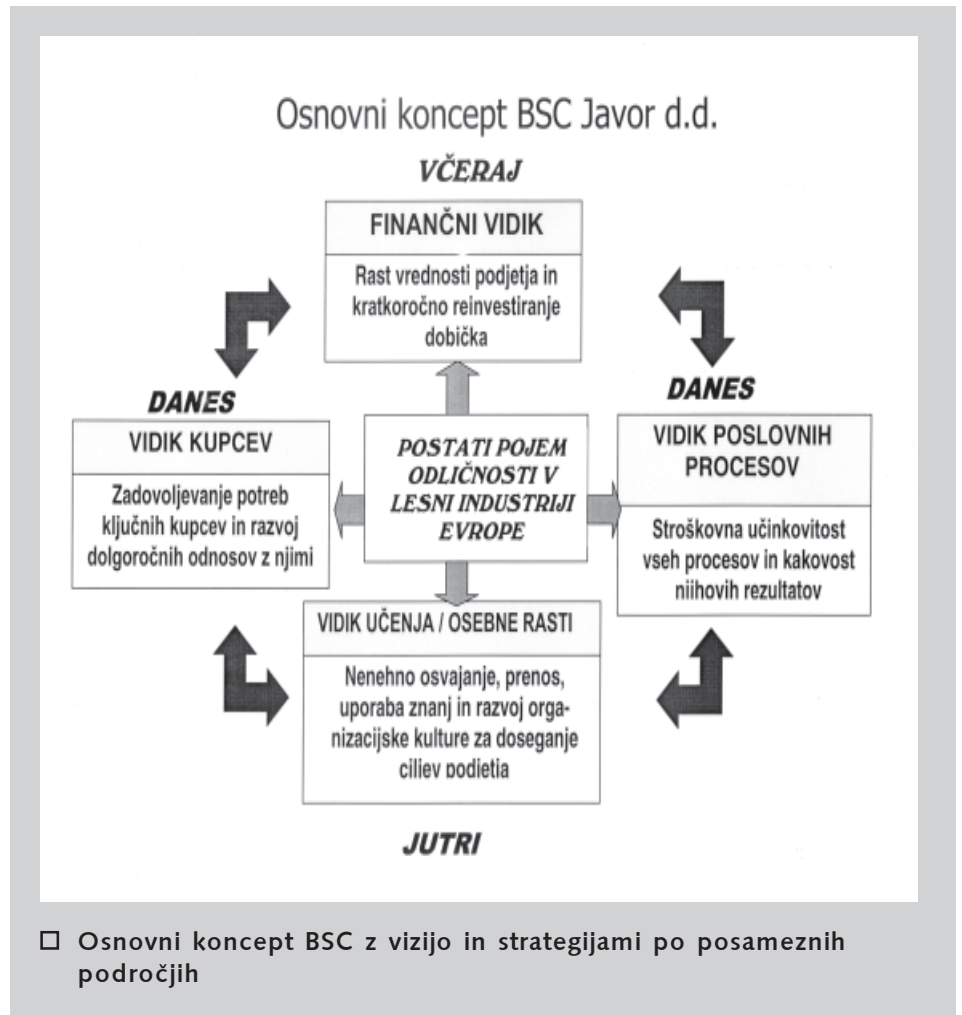 Osnovni koncept BSC Javor d.d.
VČERAJ
FINANČNI VIDIK
Rast vrednosti podjetja in
kratkoročno reinvestiranje
dobička
DANES
VIDIK KUPCEV
Zadovoljevanje potreb
ključnih kupcev in razvoj
dolgoročnih odnosov z njimi
POSTATI POJEM
ODLIČNOSTI V
LESNI INDUSTRIJI
EVROPE
DANES
VIDIK POSLOVNIH
PROCESOV
Stroškovna učinkovitost
vseh procesov in kakovost
njihovih rezultatov
VIDIK UČENJA / OSEBNE RASTI
Nenehno osvajanje, prenos,
uporaba znanj in razvoj orga-
nizacijske kulture za doseganje
ciljev podjetja
JUTRI
Osnovni koncept BSC z vizijo in strategijami po posameznih
področjih